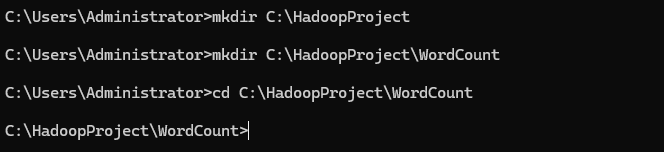 C:\Users\Administrator>mkdir C:\HadoopProject
C:\Users\Administrator>mkdir C:\HadoopProject\WordCount
C:\Users\Administrator>cd C:\HadoopProject\WordCount
C:\HadoopProject\WordCount>